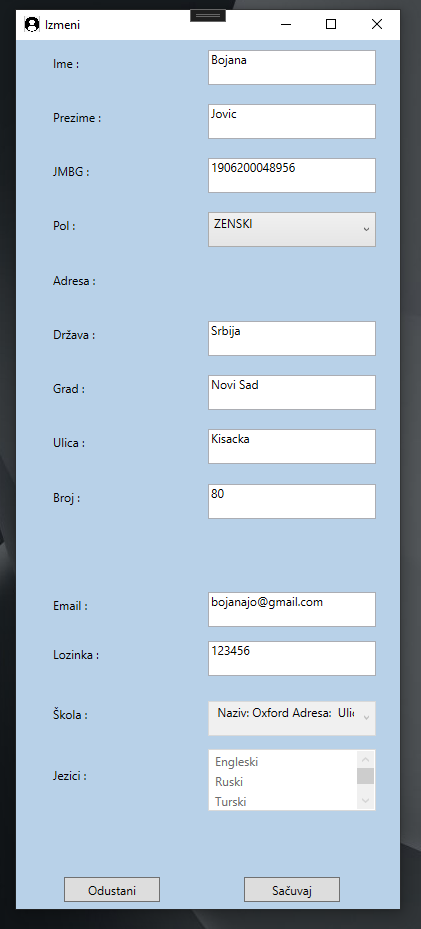 Izmeni
Ime : Bojana
Prezime : Jovic
JMBG : 1906200048956
Pol : ZENSKI
Adresa :
Država : Srbija
Grad : Novi Sad
Ulica : Kisacka
Broj : 80
Email : bojanajo@gmail.com
Lozinka : 123456
Škola : Naziv: Oxford Adresa: Ulic
Jezici : Engleski
Ruski
Turski
Odustani Sačuvaj